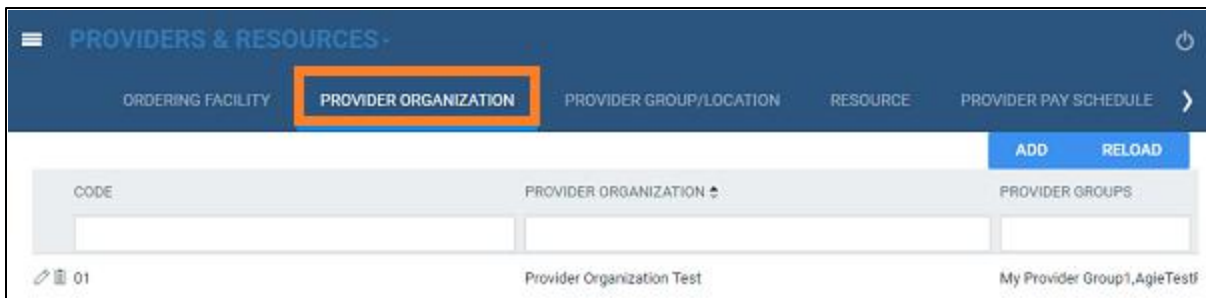 PROVIDERS & RESOURCES -
ORDERING FACILITY PROVIDER ORGANIZATION PROVIDER GROUP/LOCATION RESOURCE PROVIDER PAY SCHEDULE
ADD RELOAD
CODE PROVIDER ORGANIZATION PROVIDER GROUPS
01 Provider Organization Test My Provider Group1,AgieTest